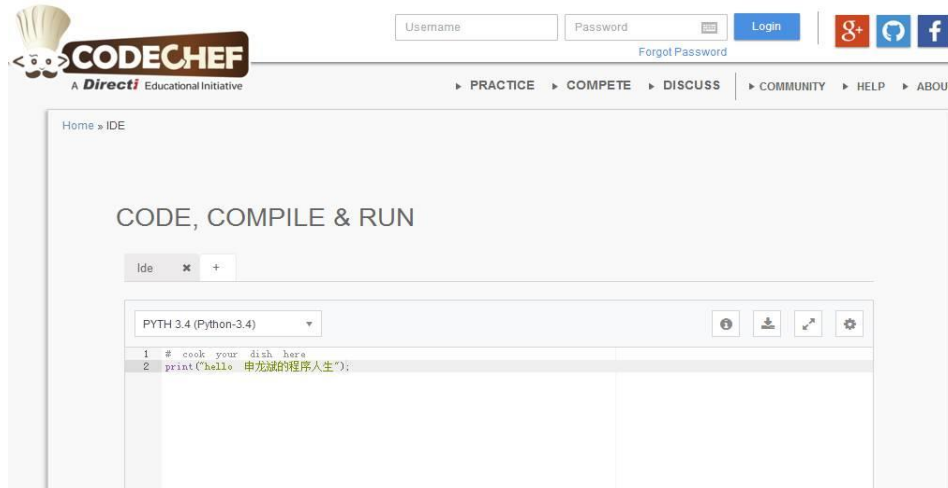 Username
Password
Login
8+
f
Forgot Password
<..>CODECHEF
A Directi Educational Initiative
PRACTICE
COMPETE
DISCUSS
COMMUNITY
HELP
ABOU
Home » IDE
CODE, COMPILE & RUN
Ide ✖ +
PYTH 3.4 (Python-3.4)
1 # cook your dish here
2 print("hello 申龙斌的程序人生");